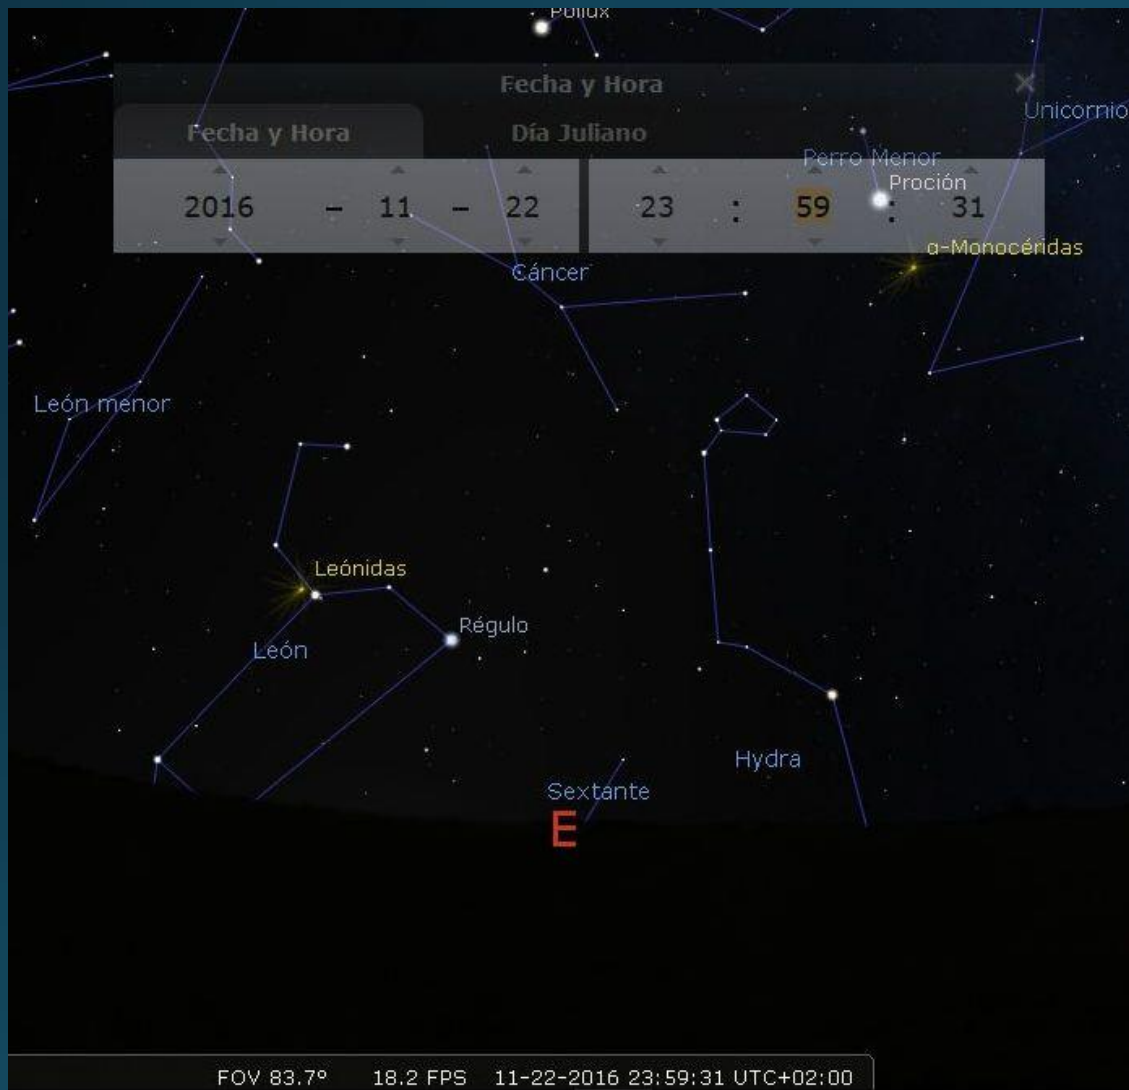 Pollux
Fecha y Hora
Unicornio
Fecha y Hora Día Juliano
Perro Menor
Proción
2016 – 11 – 22 23 : 59 : 31
α-Monocéridas
Cáncer
León menor
Leónidas
Régulo
León
Hydra
Sextante
E
FOV 83.7° 18.2 FPS 11-22-2016 23:59:31 UTC+02:00